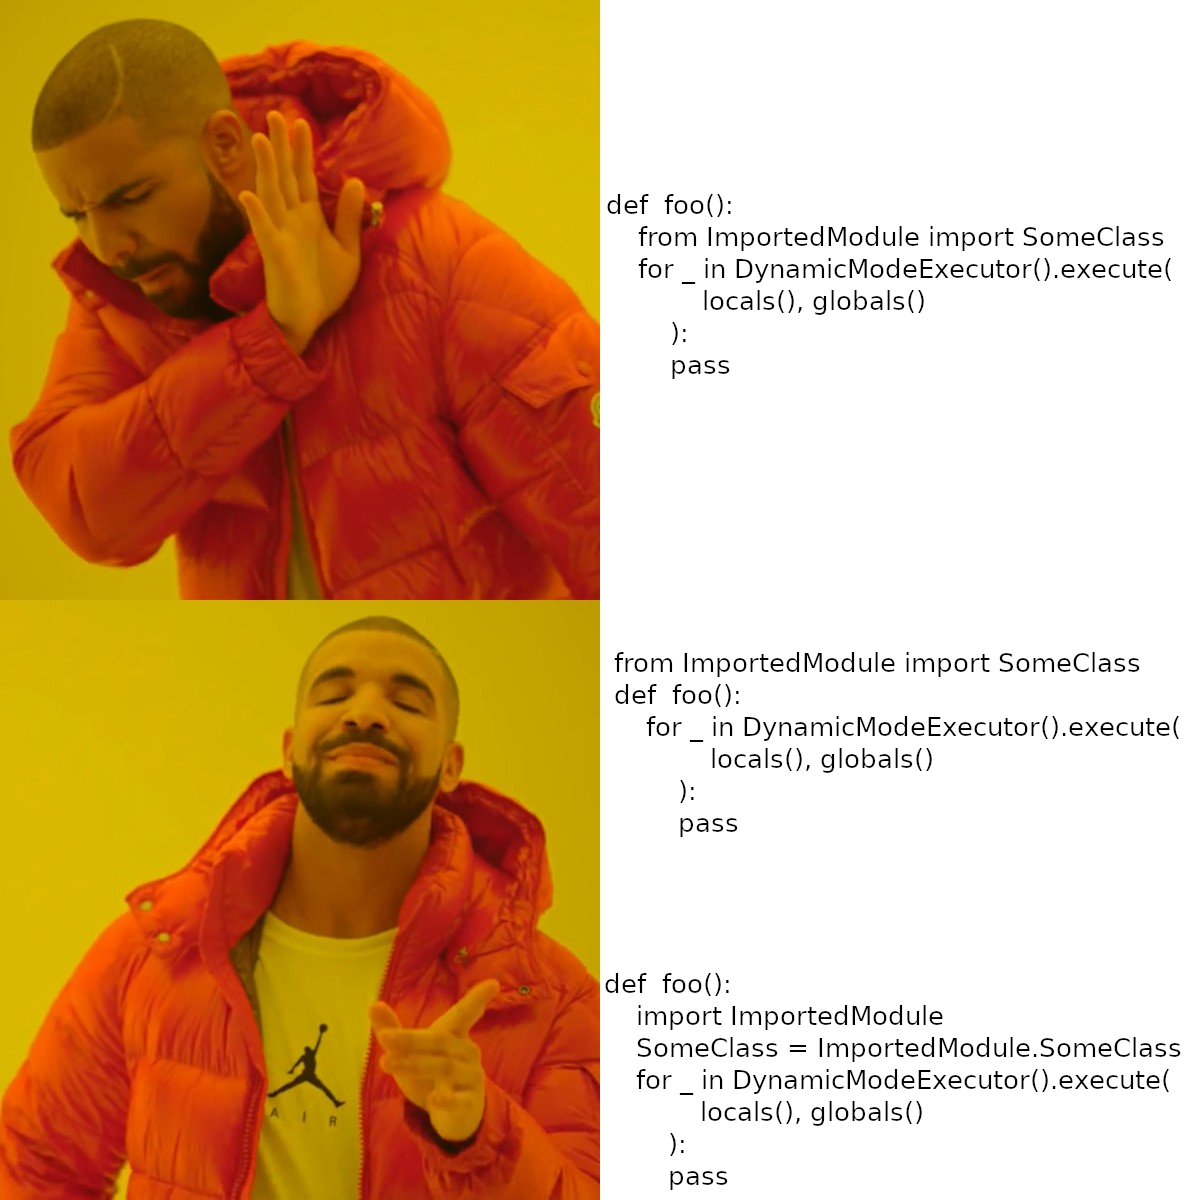 def  foo():
    from ImportedModule import SomeClass
    for _ in DynamicModeExecutor().execute(
            locals(), globals()
        ):
        pass
from ImportedModule import SomeClass
def  foo():
    for _ in DynamicModeExecutor().execute(
            locals(), globals()
        ):
        pass
def  foo():
    import ImportedModule
    SomeClass = ImportedModule.SomeClass
    for _ in DynamicModeExecutor().execute(
            locals(), globals()
        ):
        pass
AIR